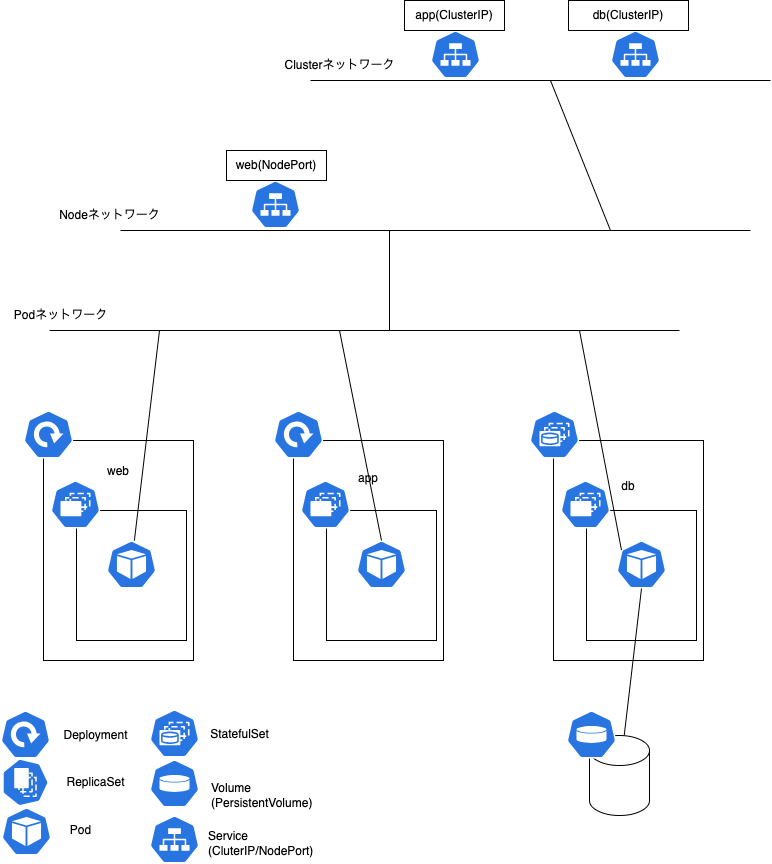 app(ClusterIP)
db(ClusterIP)
Clusterネットワーク
web(NodePort)
Nodeネットワーク
Podネットワーク
web
app
db
Deployment
StatefulSet
ReplicaSet
Volume
(PersistentVolume)
Pod
Service
(CluterIP/NodePort)